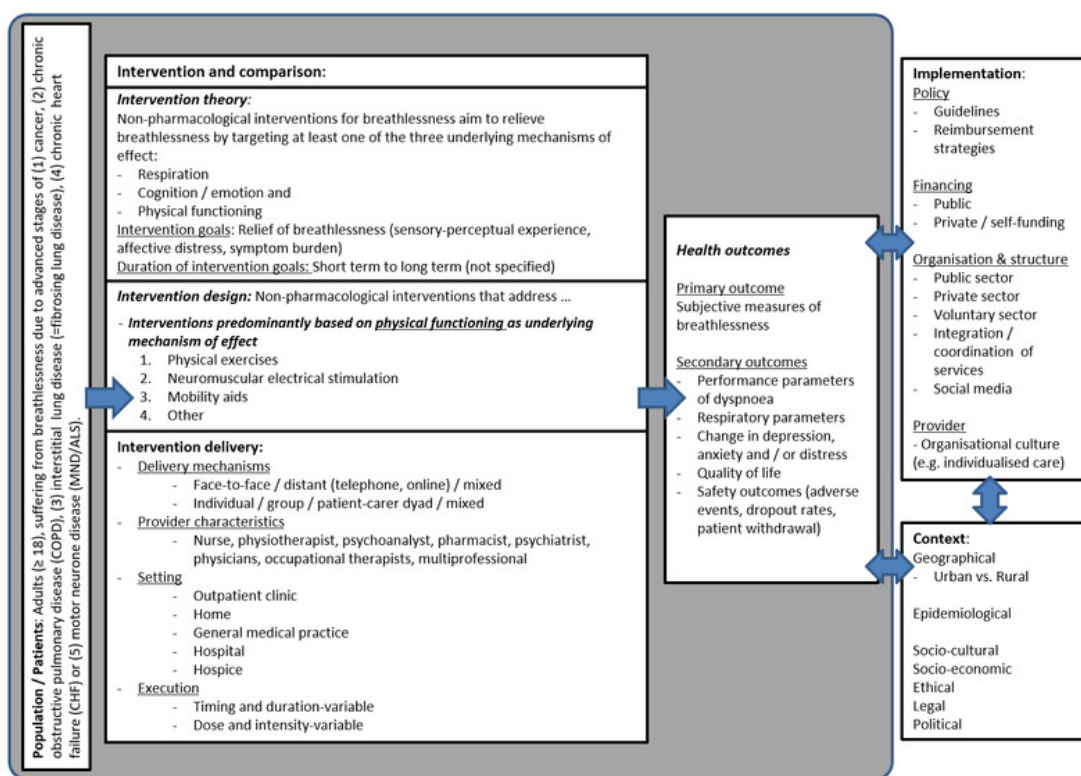 Population / Patients: Adults (≥ 18), suffering from breathlessness due to advanced stages of (1) cancer, (2) chronic
obstructive pulmonary disease (COPD), (3) interstitial lung disease (=fibrosing lung disease), (4) chronic heart
failure (CHF) or (5) motor neurone disease (MND/ALS).
Intervention and comparison:
Intervention theory:
Non-pharmacological interventions for breathlessness aim to relieve
breathlessness by targeting at least one of the three underlying mechanisms of
effect:
- Respiration
- Cognition / emotion and
- Physical functioning
Intervention goals: Relief of breathlessness (sensory-perceptual experience,
affective distress, symptom burden)
Duration of intervention goals: Short term to long term (not specified)
Intervention design: Non-pharmacological interventions that address ...
- Interventions predominantly based on physical functioning as underlying
mechanism of effect
1. Physical exercises
2. Neuromuscular electrical stimulation
3. Mobility aids
4. Other
Intervention delivery:
- Delivery mechanisms
- Face-to-face / distant (telephone, online) / mixed
- Individual / group / patient-carer dyad / mixed
- Provider characteristics
- Nurse, physiotherapist, psychoanalyst, pharmacist, psychiatrist,
physicians, occupational therapists, multiprofessional
- Setting
- Outpatient clinic
- Home
- General medical practice
- Hospital
- Hospice
- Execution
- Timing and duration-variable
- Dose and intensity-variable
Health outcomes
Primary outcome
Subjective measures of
breathlessness
Secondary outcomes
- Performance parameters
of dyspnoea
- Respiratory parameters
- Change in depression,
anxiety and / or distress
- Quality of life
- Safety outcomes (adverse
events, dropout rates,
patient withdrawal)
Implementation:
Policy
- Guidelines
- Reimbursement
strategies
Financing
- Public
- Private / self-funding
Organisation & structure
- Public sector
- Private sector
- Voluntary sector
- Integration /
coordination of
services
- Social media
Provider
- Organisational culture
(e.g. individualised care)
Context:
Geographical
- Urban vs. Rural
Epidemiological
Socio-cultural
Socio-economic
Ethical
Legal
Political